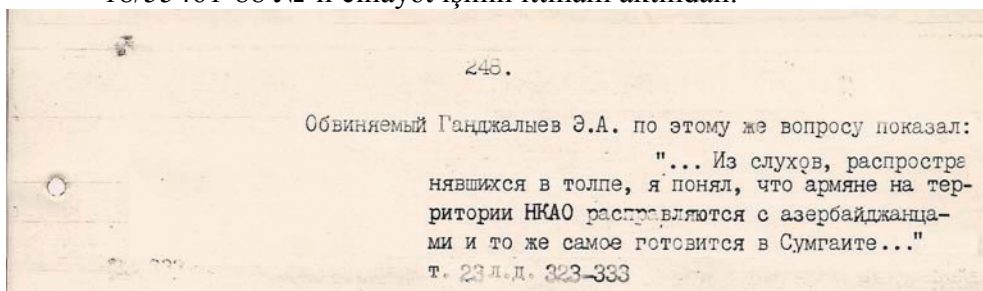 248.
Обвиняемый Ганджалыев Э.А. по этому же вопросу показал:
"... Из слухов, распростра
нявшихся в толпе, я понял, что армяне на тер-
ритории НКАО расправляются с азербайджанца-
ми и то же самое готовится в Сумгаите..."
т. 23 л.д. 323-333